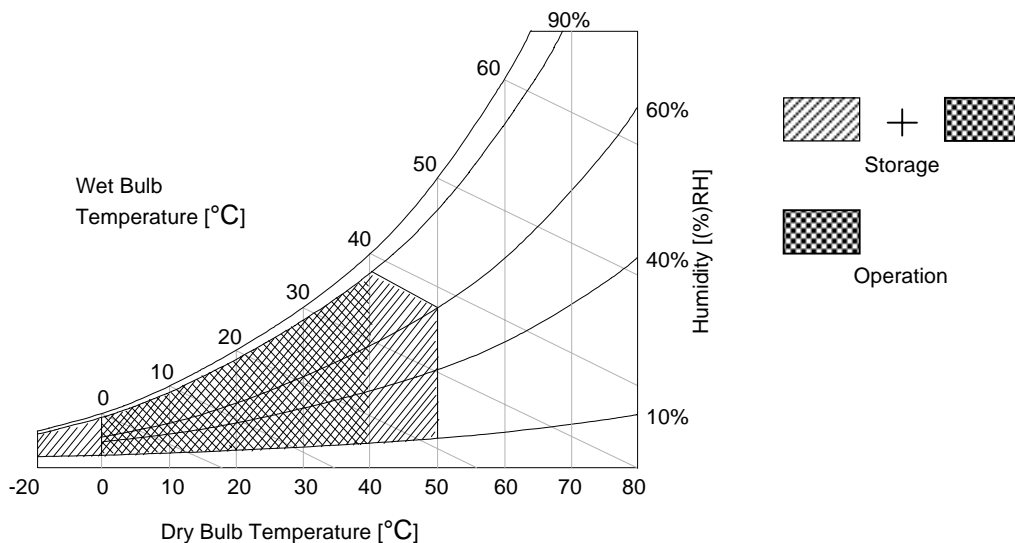 90%
60
60%
50
Wet Bulb
Temperature [°C]
Storage
40
40%
30
Operation
20
10
0
10%
Humidity [(%)RH]
-20 0 10 20 30 40 50 60 70 80
Dry Bulb Temperature [°C]